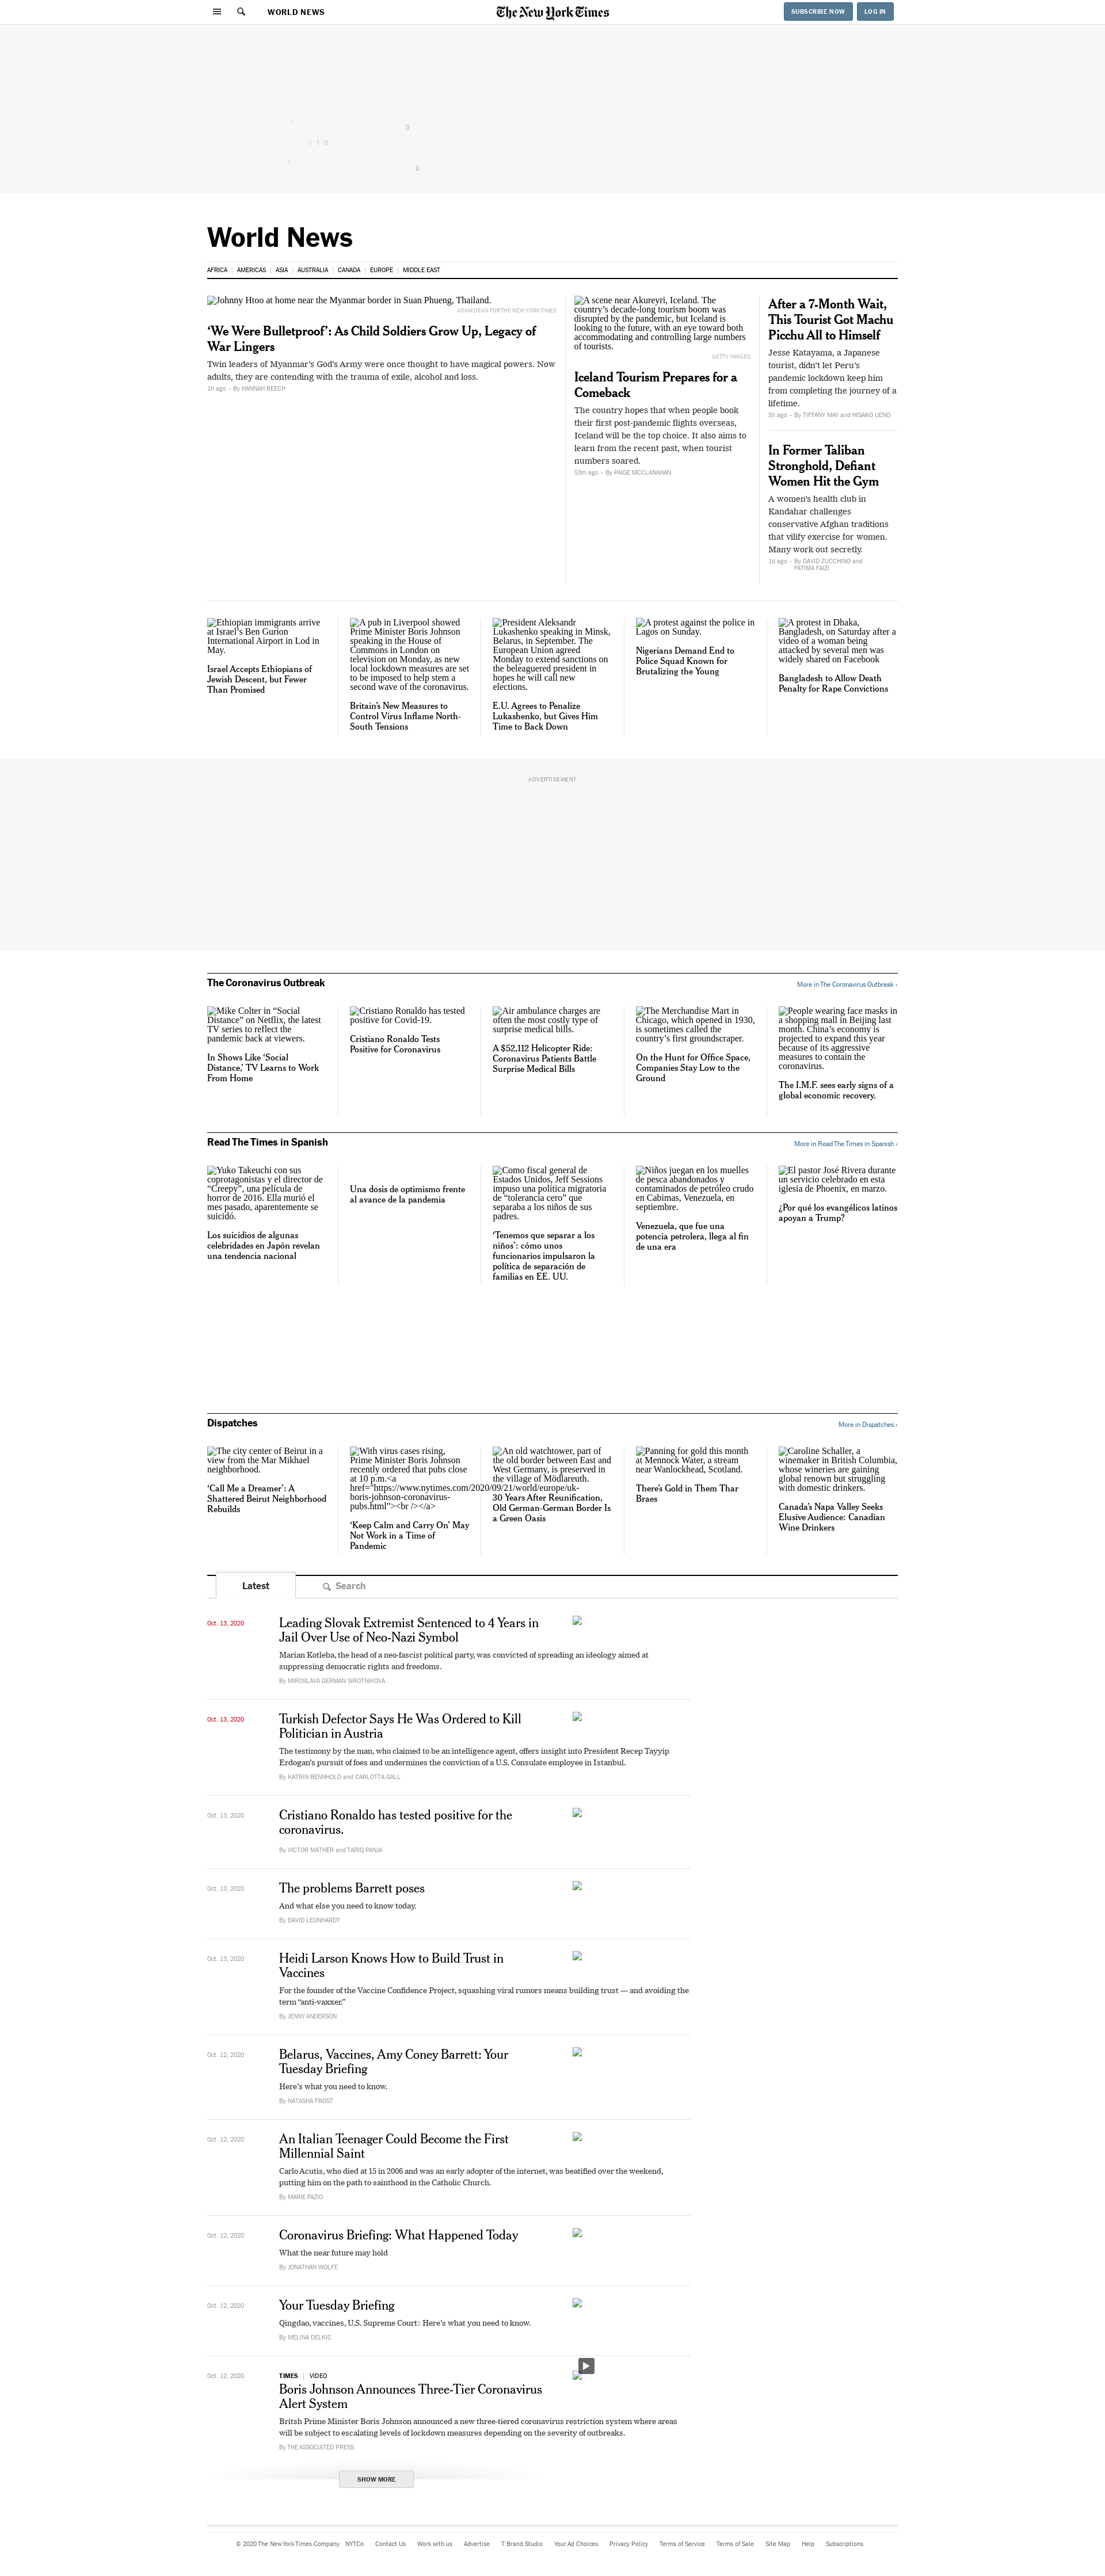 WORLD NEWS
The New York Times
SUBSCRIBE NOW
LOG IN
World News
AFRICA
AMERICAS
ASIA
AUSTRALIA
CANADA
EUROPE
MIDDLE EAST
Johnny Htoo at home near the Myanmar border in Suan Phueng, Thailand.
ADAM DEAN FOR THE NEW YORK TIMES
‘We Were Bulletproof’: As Child Soldiers Grow Up, Legacy of
War Lingers
Twin leaders of Myanmar’s God’s Army were once thought to have magical powers. Now
adults, they are contending with the trauma of exile, alcohol and loss.
1h ago • By HANNAH BEECH
A scene near Akureyri, Iceland. The
country’s decade-long tourism boom was
disrupted by the pandemic, but Iceland is
looking to the future, with an eye toward both
accommodating and controlling large numbers
of tourists.
GETTY IMAGES
Iceland Tourism Prepares for a
Comeback
The country hopes that when people book
their first post-pandemic flights overseas,
Iceland will be the top choice. It also aims to
learn from the recent past, when tourist
numbers soared.
53m ago • By PAIGE MCCLANAHAN
After a 7-Month Wait,
This Tourist Got Machu
Picchu All to Himself
Jesse Katayama, a Japanese
tourist, didn’t let Peru’s
pandemic lockdown keep him
from completing the journey of a
lifetime.
5h ago • By TIFFANY MAY and HISAKO UENO
In Former Taliban
Stronghold, Defiant
Women Hit the Gym
A women’s health club in
Kandahar challenges
conservative Afghan traditions
that vilify exercise for women.
Many work out secretly.
1d ago • By DAVID ZUCCHINO and
FATIMA FAIZI
Ethiopian immigrants arrive
at Israel’s Ben Gurion
International Airport in Lod in
May.
Israel Accepts Ethiopians of
Jewish Descent, but Fewer
Than Promised
A pub in Liverpool showed
Prime Minister Boris Johnson
speaking in the House of
Commons in London on
television on Monday, as new
local lockdown measures are set
to be imposed to help stem a
second wave of the coronavirus.
Britain’s New Measures to
Control Virus Inflame North-
South Tensions
President Aleksandr
Lukashenko speaking in Minsk,
Belarus, in September. The
European Union agreed
Monday to extend sanctions on
the beleaguered president in
hopes he will call new
elections.
E.U. Agrees to Penalize
Lukashenko, but Gives Him
Time to Back Down
A protest against the police in
Lagos on Sunday.
Nigerians Demand End to
Police Squad Known for
Brutalizing the Young
A protest in Dhaka,
Bangladesh, on Saturday after a
video of a woman being
attacked by several men was
widely shared on Facebook
Bangladesh to Allow Death
Penalty for Rape Convictions
ADVERTISEMENT
The Coronavirus Outbreak
More in The Coronavirus Outbreak ›
Mike Colter in “Social
Distance” on Netflix, the latest
TV series to reflect the
pandemic back at viewers.
In Shows Like ‘Social
Distance,’ TV Learns to Work
From Home
Cristiano Ronaldo has tested
positive for Covid-19.
Cristiano Ronaldo Tests
Positive for Coronavirus
Air ambulance charges are
often the most costly type of
surprise medical bills.
A $52,112 Helicopter Ride:
Coronavirus Patients Battle
Surprise Medical Bills
The Merchandise Mart in
Chicago, which opened in 1930,
is sometimes called the
country’s first groundscraper.
On the Hunt for Office Space,
Companies Stay Low to the
Ground
People wearing face masks in
a shopping mall in Beijing last
month. China’s economy is
projected to expand this year
because of its aggressive
measures to contain the
coronavirus.
The I.M.F. sees early signs of a
global economic recovery.
Read The Times in Spanish
More in Read The Times in Spanish ›
Yuko Takeuchi con sus
coprotagonistas y el director de
“Creepy”, una película de
horror de 2016. Ella murió el
mes pasado, aparentemente se
suicidó.
Los suicidios de algunas
celebridades en Japón revelan
una tendencia nacional
Una dosis de optimismo frente
al avance de la pandemia
Como fiscal general de
Estados Unidos, Jeff Sessions
impuso una política migratoria
de “tolerancia cero” que
separaba a los niños de sus
padres.
‘Tenemos que separar a los
niños’: cómo unos
funcionarios impulsaron la
política de separación de
familias en EE. UU.
Niños juegan en los muelles
de pesca abandonados y
contaminados de petróleo crudo
en Cabimas, Venezuela, en
septiembre.
Venezuela, que fue una
potencia petrolera, llega al fin
de una era
El pastor José Rivera durante
un servicio celebrado en esta
iglesia de Phoenix, en marzo.
¿Por qué los evangélicos latinos
apoyan a Trump?
Dispatches
More in Dispatches ›
The city center of Beirut in a
view from the Mar Mikhael
neighborhood.
‘Call Me a Dreamer’: A
Shattered Beirut Neighborhood
Rebuilds
With virus cases rising,
Prime Minister Boris Johnson
recently ordered that pubs close
at 10 pm.<a
href="https://www.nytimes.com/2020/09/21/world/europe/uk-
boris-johnson-coronavirus-
pubs.html"><br /></a>
‘Keep Calm and Carry On’ May
Not Work in a Time of
Pandemic
An old watchtower, part of
the old border between East and
West Germany, is preserved in
the village of Mödlareuth.
30 Years After Reunification,
Old German-German Border Is
a Green Oasis
Panning for gold this month
at Mennock Water, a stream
near Wanlockhead, Scotland.
There’s Gold in Them Thar
Braes
Caroline Schaller, a
winemaker in British Columbia,
whose wineries are gaining
global renown but struggling
with domestic drinkers.
Canada’s Napa Valley Seeks
Elusive Audience: Canadian
Wine Drinkers
Latest
Search
Oct. 13, 2020
Leading Slovak Extremist Sentenced to 4 Years in
Jail Over Use of Neo-Nazi Symbol
Marian Kotleba, the head of a neo-fascist political party, was convicted of spreading an ideology aimed at
suppressing democratic rights and freedoms.
By MIROSLAVA GERMAN SIROTNIKOVA
Oct. 13, 2020
Turkish Defector Says He Was Ordered to Kill
Politician in Austria
The testimony by the man, who claimed to be an intelligence agent, offers insight into President Recep Tayyip
Erdogan’s pursuit of foes and undermines the conviction of a U.S. Consulate employee in Istanbul.
By KATRIN BENNHOLD and CARLOTTA GALL
Oct. 13, 2020
Cristiano Ronaldo has tested positive for the
coronavirus.
By VICTOR MATHER and TARIQ PANJA
Oct. 13, 2020
The problems Barrett poses
And what else you need to know today.
By DAVID LEONHARDT
Oct. 13, 2020
Heidi Larson Knows How to Build Trust in
Vaccines
For the founder of the Vaccine Confidence Project, squashing viral rumors means building trust — and avoiding the
term “anti-vaxxer.”
By JENNY ANDERSON
Oct. 12, 2020
Belarus, Vaccines, Amy Coney Barrett: Your
Tuesday Briefing
Here’s what you need to know.
By NATASHA FROST
Oct. 12, 2020
An Italian Teenager Could Become the First
Millennial Saint
Carlo Acutis, who died at 15 in 2006 and was an early adopter of the internet, was beatified over the weekend,
putting him on the path to sainthood in the Catholic Church.
By MARIE FAZIO
Oct. 12, 2020
Coronavirus Briefing: What Happened Today
What the near future may hold
By JONATHAN WOLFE
Oct. 12, 2020
Your Tuesday Briefing
Qingdao, vaccines, U.S. Supreme Court: Here’s what you need to know.
By MELINA DELKIC
Oct. 12, 2020
TIMES | VIDEO
Boris Johnson Announces Three-Tier Coronavirus
Alert System
Britsh Prime Minister Boris Johnson announced a new three-tiered coronavirus restriction system where areas
will be subject to escalating levels of lockdown measures depending on the severity of outbreaks.
By THE ASSOCIATED PRESS
SHOW MORE
© 2020 The New York Times Company
NYTCo
Contact Us
Work with us
Advertise
T Brand Studio
Your Ad Choices
Privacy Policy
Terms of Service
Terms of Sale
Site Map
Help
Subscriptions